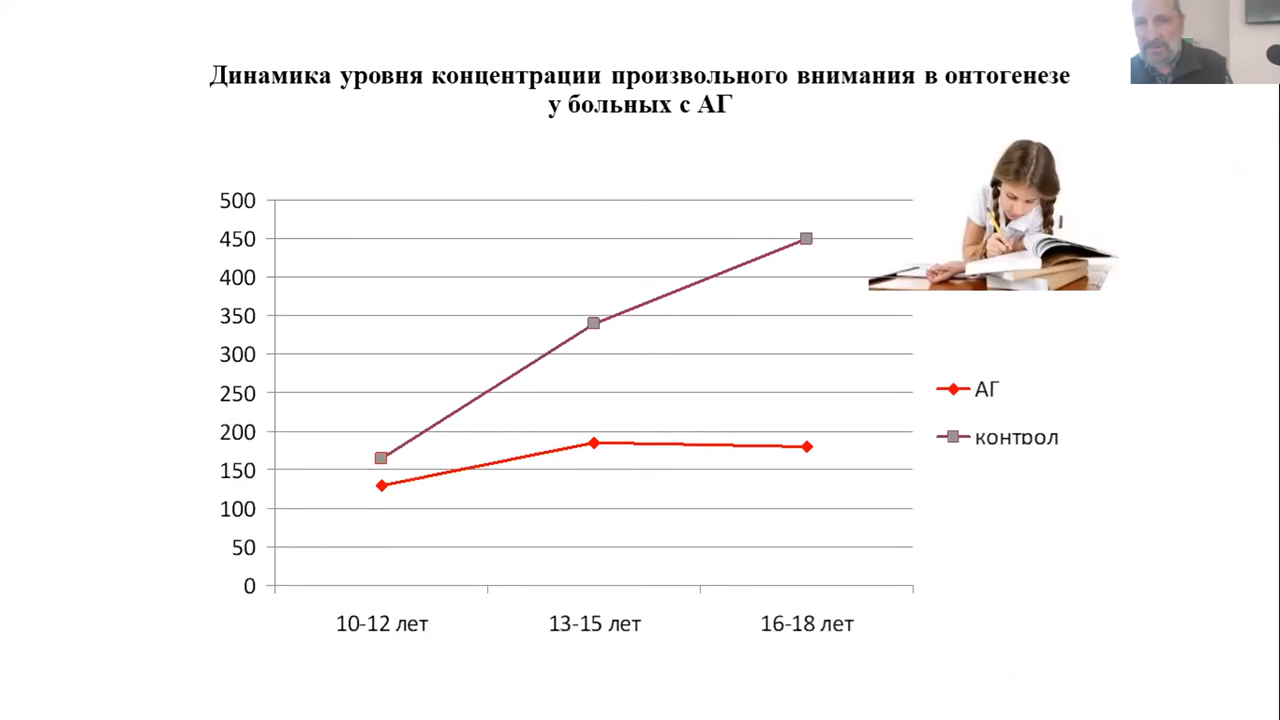 Динамика уровня концентрации произвольного внимания в онтогенезе
у больных с АГ
500
450
400
350
300
250
200
150
100
50
0
10-12 лет
13-15 лет
16-18 лет
АГ
контрол